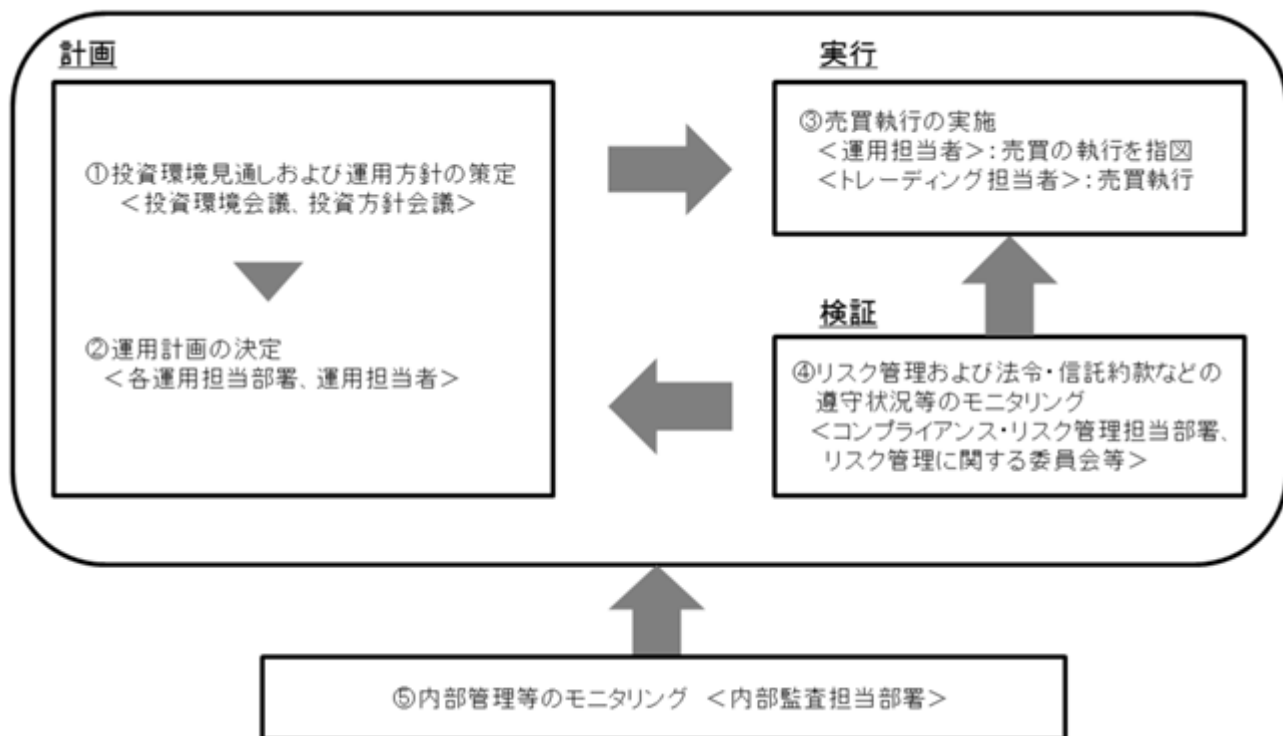 計画
①投資環境見通しおよび運用方針の策定
＜投資環境会議、投資方針会議＞
②運用計画の決定
＜各運用担当部署、運用担当者＞
実行
③売買執行の実施
＜運用担当者＞：売買の執行を指図
＜トレーディング担当者＞：売買執行
検証
④リスク管理および法令・信託約款などの
遵守状況等のモニタリング
＜コンプライアンス・リスク管理担当部署、
リスク管理に関する委員会等＞
⑤内部管理等のモニタリング ＜内部監査担当部署＞